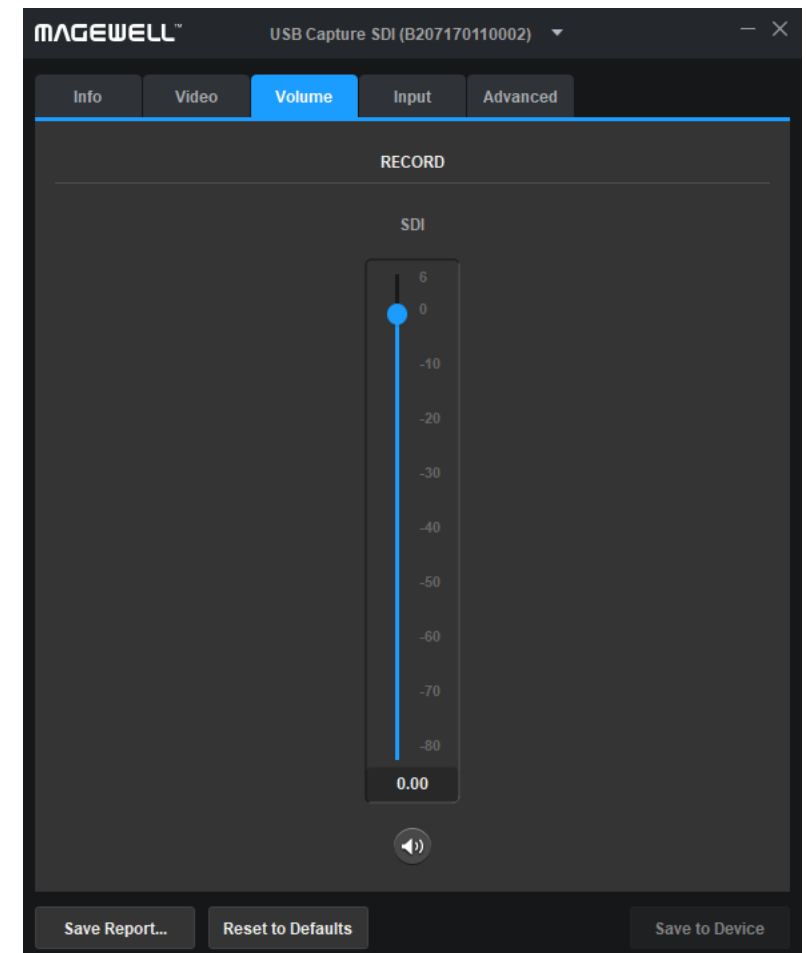 MAGEWELL™ USB Capture SDI (B207170110002)
Info Video Volume Input Advanced
RECORD
SDI
6
0
-10
-20
-30
-40
-50
-60
-70
-80
0.00
Save Report... Reset to Defaults Save to Device